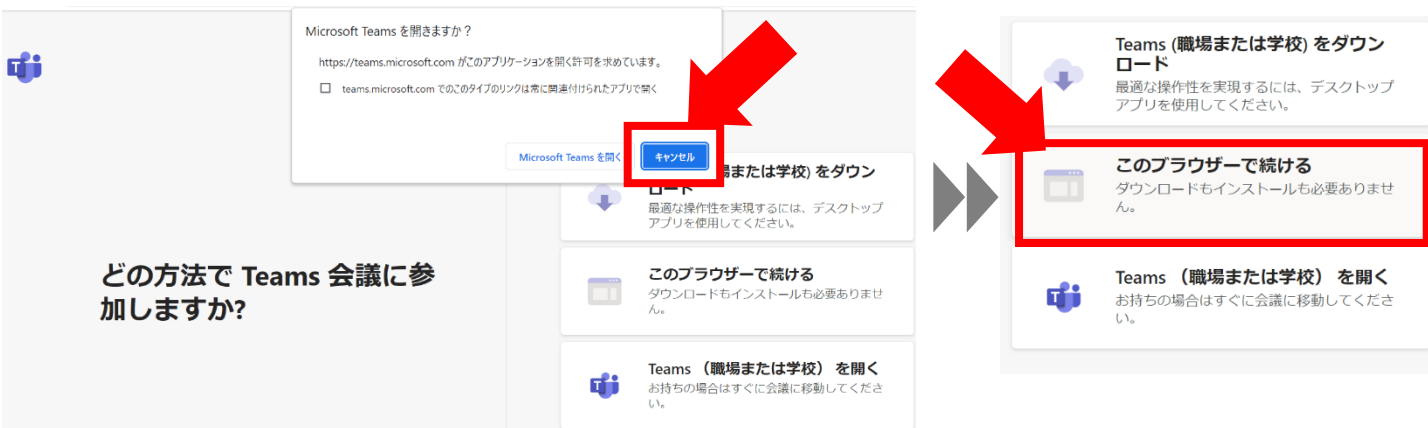 Microsoft Teams を開きますか？
https://teams.microsoft.com がこのアプリケーションを開く許可を求めています。
teams.microsoft.com でのこのタイプのリンクは常に関連付けられたアプリで開く
Microsoft Teams を開く
キャンセル
どの方法で Teams 会議に参
加しますか?
場または学校) をダウン
ロード
最適な操作性を実現するには、デスクトップ
アプリを使用してください。
このブラウザーで続ける
ダウンロードもインストールも必要ありませ
ん。
Teams （職場または学校） を開く
お持ちの場合はすぐに会議に移動してくださ
い。
Teams (職場または学校) をダウン
ロード
最適な操作性を実現するには、デスクトップ
アプリを使用してください。
このブラウザーで続ける
ダウンロードもインストールも必要ありませ
ん。
Teams （職場または学校） を開く
お持ちの場合はすぐに会議に移動してくださ
い。